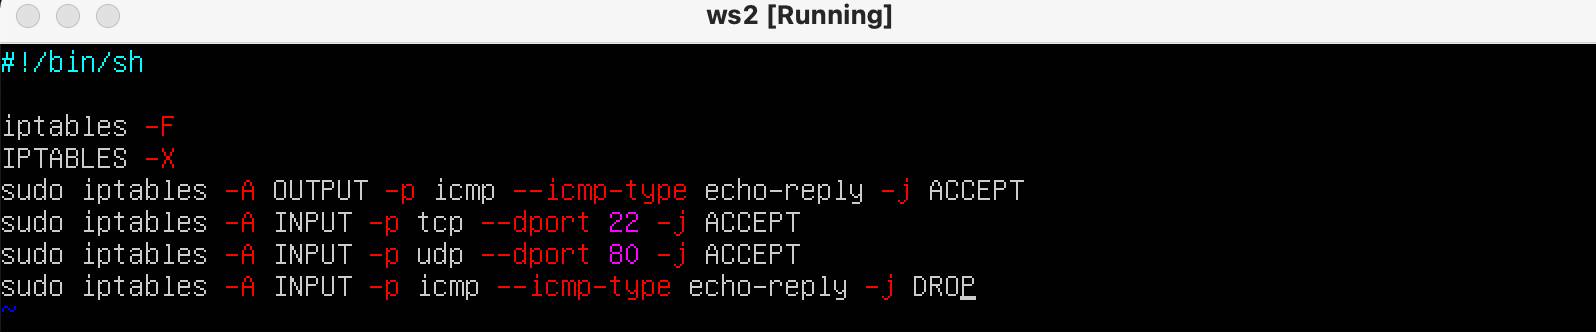 ws2 [Running]
#!/bin/sh
iptables -F
IPTABLES -X
sudo iptables -A OUTPUT -p icmp --icmp-type echo-reply -j ACCEPT
sudo iptables -A INPUT -p tcp --dport 22 -j ACCEPT
sudo iptables -A INPUT -p udp --dport 80 -j ACCEPT
sudo iptables -A INPUT -p icmp --icmp-type echo-reply -j DROP
~